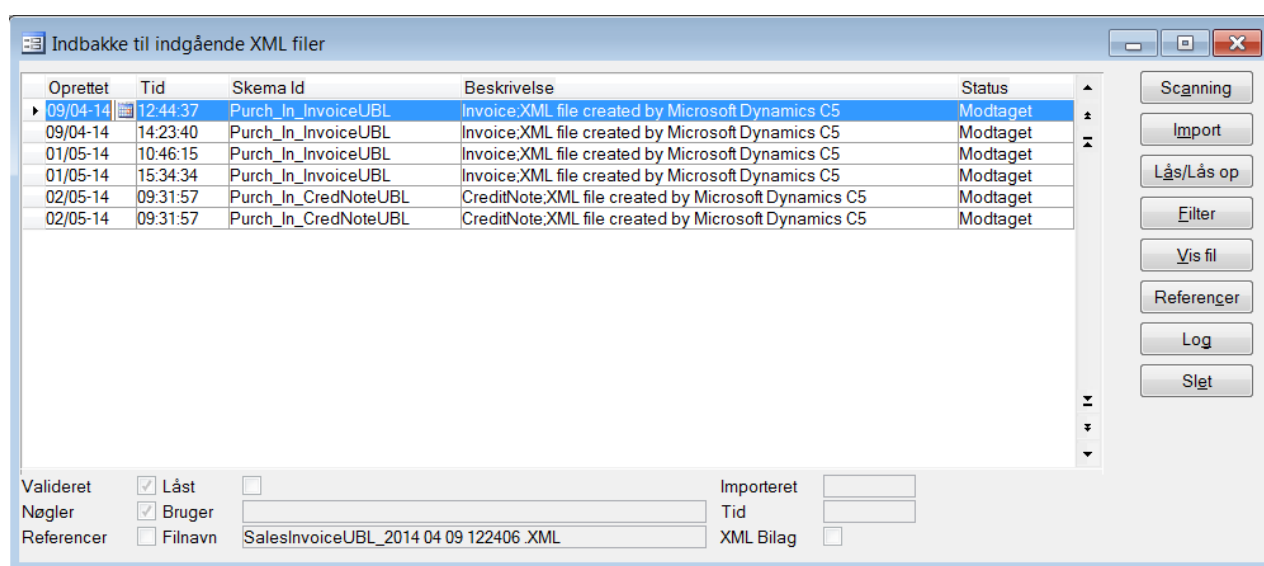 Indbakke til indgående XML filer
Oprettet Tid Skema Id Beskrivelse Status
09/04-14 12:44:37 Purch_In_InvoiceUBL Invoice;XML file created by Microsoft Dynamics C5 Modtaget
09/04-14 14:23:40 Purch_In_InvoiceUBL Invoice;XML file created by Microsoft Dynamics C5 Modtaget
01/05-14 10:46:15 Purch_In_InvoiceUBL Invoice;XML file created by Microsoft Dynamics C5 Modtaget
01/05-14 15:34:34 Purch_In_InvoiceUBL Invoice;XML file created by Microsoft Dynamics C5 Modtaget
02/05-14 09:31:57 Purch_In_CredNoteUBL CreditNote;XML file created by Microsoft Dynamics C5 Modtaget
02/05-14 09:31:57 Purch_In_CredNoteUBL CreditNote;XML file created by Microsoft Dynamics C5 Modtaget
Scanning
Import
Lås/Lås op
Filter
Vis fil
Referencer
Log
Slet
Valideret Låst Importeret
Nøgler Bruger Tid
Referencer Filnavn SalesInvoiceUBL_2014 04 09 122406 .XML XML Bilag